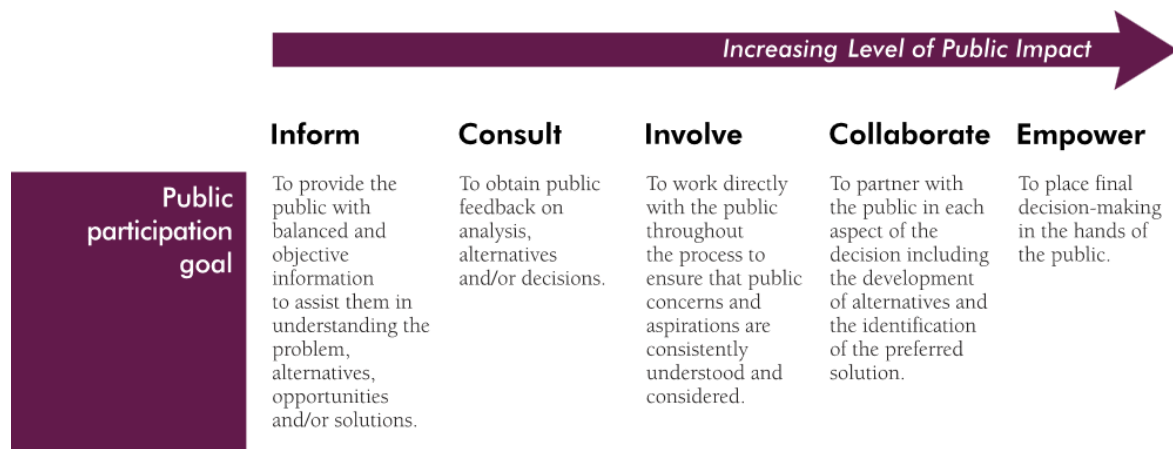 Increasing Level of Public Impact
Inform
Consult
Involve
Collaborate
Empower
Public
participation
goal
To provide the
public with
balanced and
objective
information
to assist them in
understanding the
problem,
alternatives,
opportunities
and/or solutions.
To obtain public
feedback on
analysis,
alternatives
and/or decisions.
To work directly
with the public
throughout
the process to
ensure that public
concerns and
aspirations are
consistently
understood and
considered.
To partner with
the public in each
aspect of the
decision including
the development
of alternatives and
the identification
of the preferred
solution.
To place final
decision-making
in the hands of
the public.